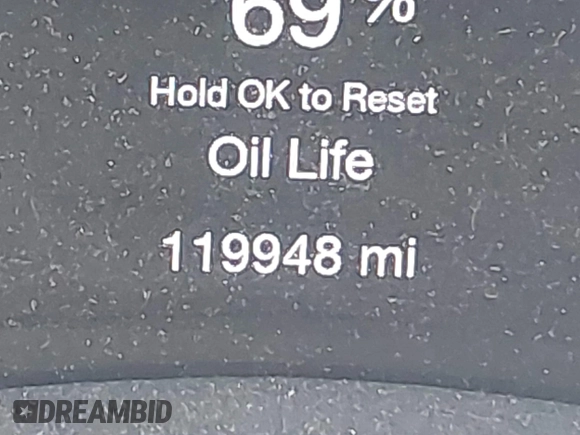 69%
Hold OK to Reset
Oil Life
119948 mi
DREAMBID